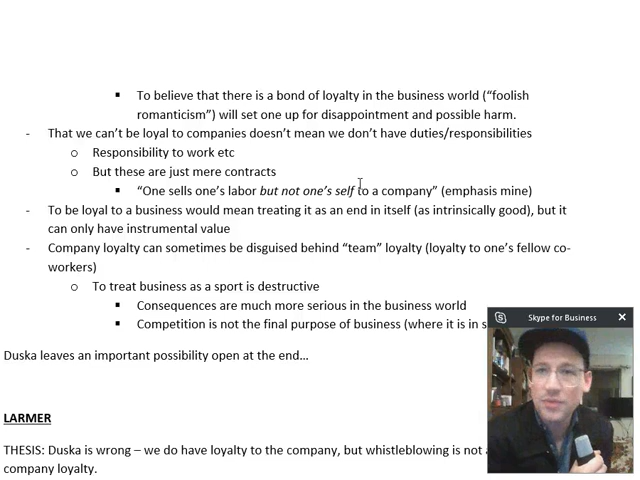 ▪ To believe that there is a bond of loyalty in the business world (“foolish
romanticism”) will set one up for disappointment and possible harm.
- That we can’t be loyal to companies doesn’t mean we don’t have duties/responsibilities
o Responsibility to work etc
o But these are just mere contracts
▪ “One sells one’s labor but not one’s self to a company” (emphasis mine)
- To be loyal to a business would mean treating it as an end in itself (as intrinsically good), but it
can only have instrumental value
- Company loyalty can sometimes be disguised behind “team” loyalty (loyalty to one’s fellow co-
workers)
o To treat business as a sport is destructive
▪ Consequences are much more serious in the business world
▪ Competition is not the final purpose of business (where it is in s
Skype for Business
Duska leaves an important possibility open at the end…
LARMER
THESIS: Duska is wrong – we do have loyalty to the company, but whistleblowing is not
company loyalty.